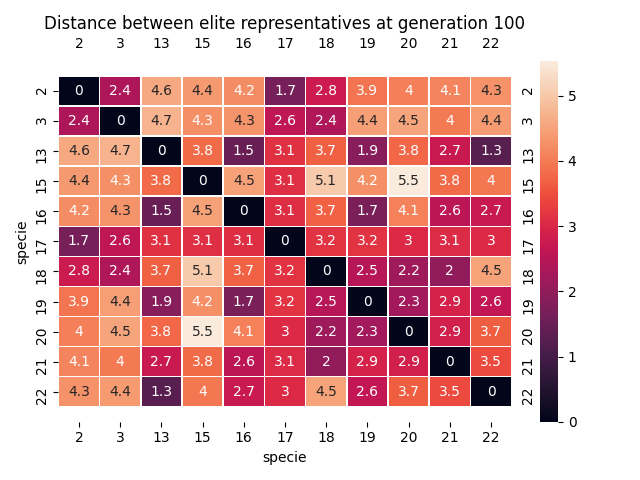 Distance between elite representatives at generation 100
2 3 13 15 16 17 18 19 20 21 22
2 0 2.4 4.6 4.4 4.2 1.7 2.8 3.9 4 4.1 4.3 2
3 2.4 0 4.7 4.3 4.3 2.6 2.4 4.4 4.5 4 4.4 3
13 4.6 4.7 0 3.8 1.5 3.1 3.7 1.9 3.8 2.7 1.3 13
15 4.4 4.3 3.8 0 4.5 3.1 5.1 4.2 5.5 3.8 4 15
16 4.2 4.3 1.5 4.5 0 3.1 3.7 1.7 4.1 2.6 2.7 16
17 1.7 2.6 3.1 3.1 3.1 0 3.2 3.2 3 3.1 3 17
18 2.8 2.4 3.7 5.1 3.7 3.2 0 2.5 2.2 2 4.5 18
19 3.9 4.4 1.9 4.2 1.7 3.2 2.5 0 2.3 2.9 2.6 19
20 4 4.5 3.8 5.5 4.1 3 2.2 2.3 0 2.9 3.7 20
21 4.1 4 2.7 3.8 2.6 3.1 2 2.9 2.9 0 3.5 21
22 4.3 4.4 1.3 4 2.7 3 4.5 2.6 3.7 3.5 0 22
2 3 13 15 16 17 18 19 20 21 22
specie
specie
5
4
3
2
1
0